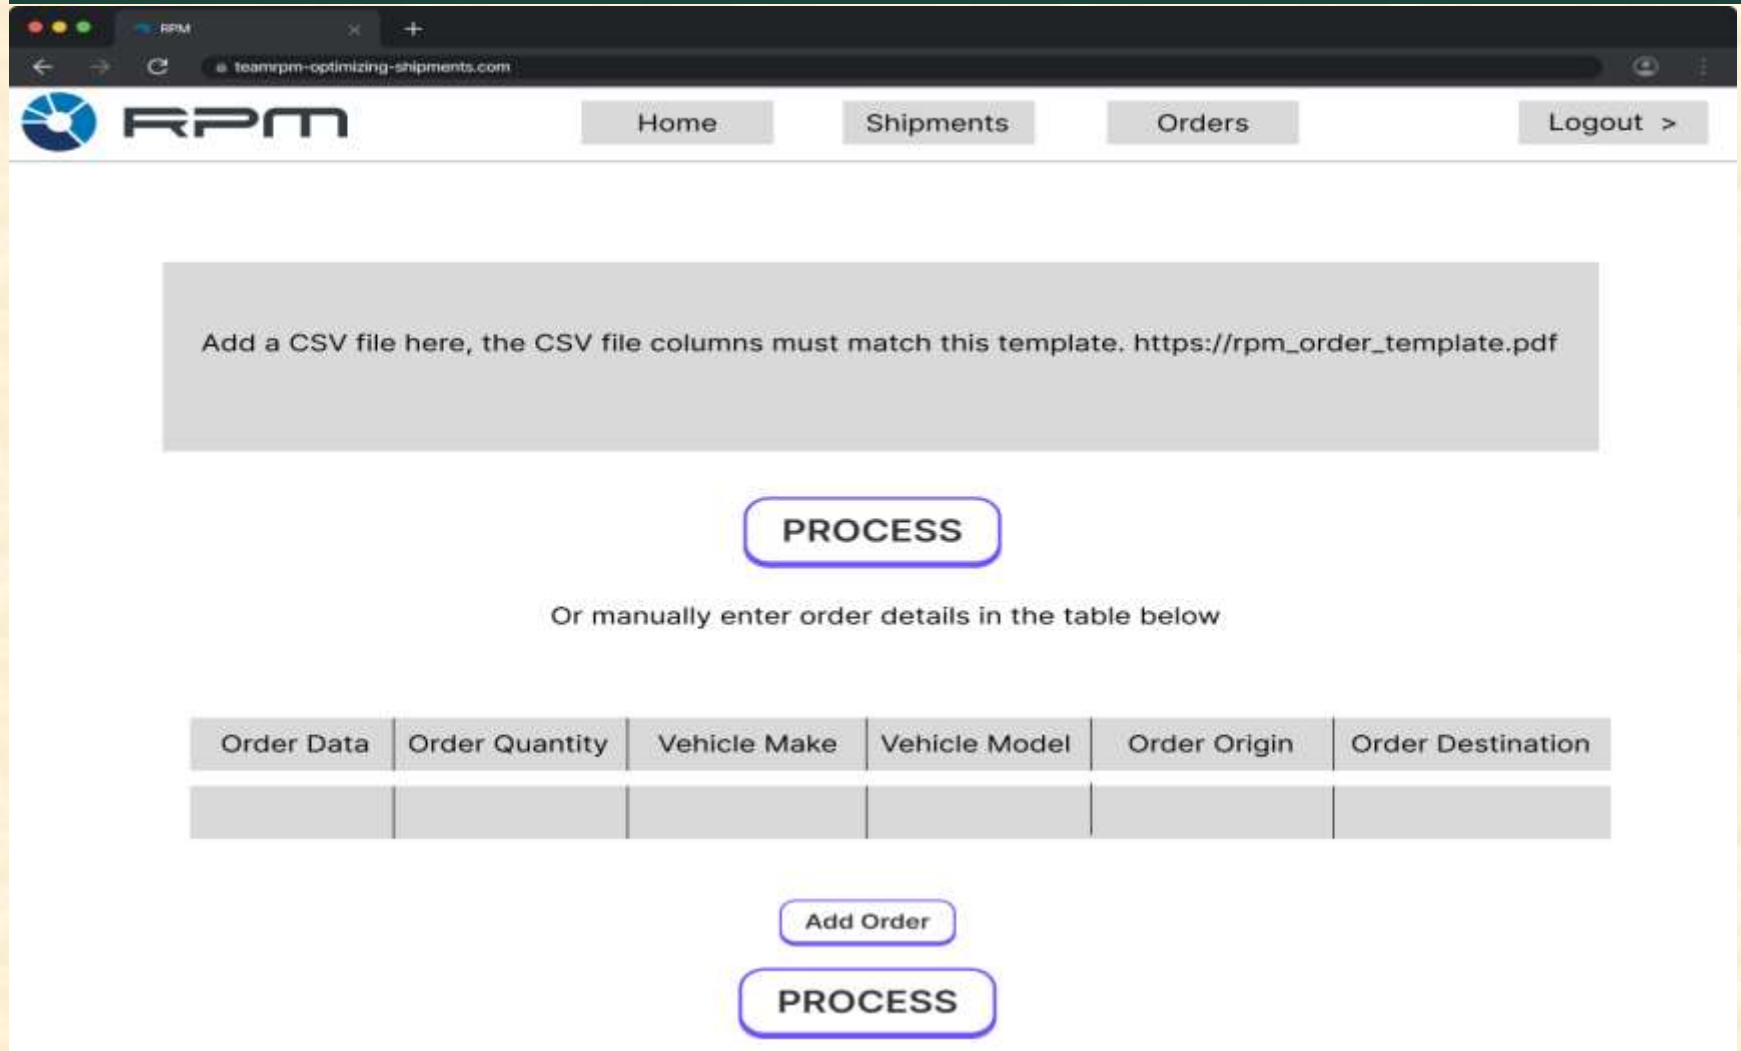 RPM
teamrpm-optimizing-shipments.com
RPM Home Shipments Orders Logout >
Add a CSV file here, the CSV file columns must match this template. https://rpm_order_template.pdf
PROCESS
Or manually enter order details in the table below
Order Data Order Quantity Vehicle Make Vehicle Model Order Origin Order Destination
Add Order
PROCESS